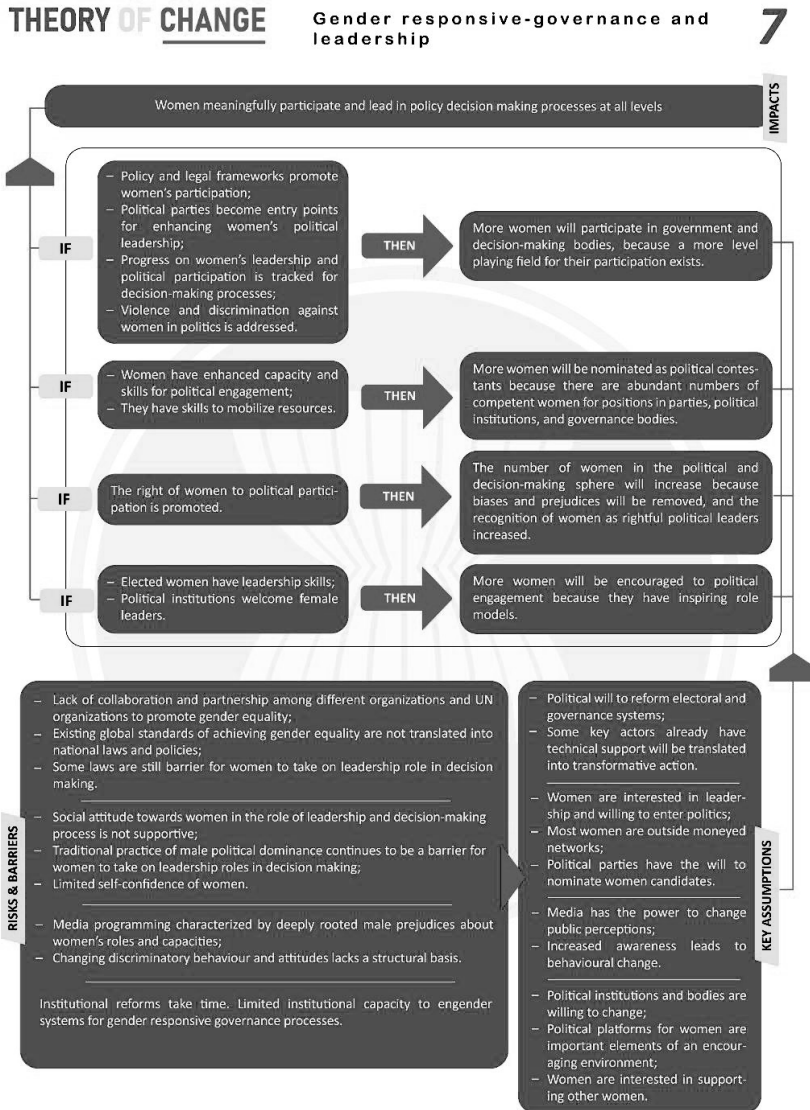 THEORY OF CHANGE
Gender responsive-governance and
leadership
7
IMPACTS
Women meaningfully participate and lead in policy decision making processes at all levels
IF
– Policy and legal frameworks promote
women's participation;
– Political parties become entry points
for enhancing women's political
leadership;
– Progress on women's leadership and
political participation is tracked for
decision-making processes;
– Violence and discrimination against
women in politics is addressed.
THEN
More women will participate in government and
decision-making bodies, because a more level
playing field for their participation exists.
IF
– Women have enhanced capacity and
skills for political engagement;
– They have skills to mobilize resources.
THEN
More women will be nominated as political contes-
tants because there are abundant numbers of
competent women for positions in parties, political
institutions, and governance bodies.
IF
The right of women to political partici-
pation is promoted.
THEN
The number of women in the political and
decision-making sphere will increase because
biases and prejudices will be removed, and the
recognition of women as rightful political leaders
increased.
IF
– Elected women have leadership skills;
– Political institutions welcome female
leaders.
THEN
More women will be encouraged to political
engagement because they have inspiring role
models.
RISKS & BARRIERS
– Lack of collaboration and partnership among different organizations and UN
organizations to promote gender equality;
– Existing global standards of achieving gender equality are not translated into
national laws and policies;
– Some laws are still barrier for women to take on leadership role in decision
making.
– Social attitude towards women in the role of leadership and decision-making
process is not supportive;
– Traditional practice of male political dominance continues to be a barrier for
women to take on leadership roles in decision making;
– Limited self-confidence of women.
– Media programming characterized by deeply rooted male prejudices about
women's roles and capacities;
– Changing discriminatory behaviour and attitudes lacks a structural basis.
Institutional reforms take time. Limited institutional capacity to engender
systems for gender responsive governance processes.
KEY ASSUMPTIONS
– Political will to reform electoral and
governance systems;
– Some key actors already have
technical support will be translated
into transformative action.
– Women are interested in leader-
ship and willing to enter politics;
– Most women are outside moneyed
networks;
– Political parties have the will to
nominate women candidates.
– Media has the power to change
public perceptions;
– Increased awareness leads to
behavioural change.
– Political institutions and bodies are
willing to change;
– Political platforms for women are
important elements of an encour-
aging environment;
– Women are interested in support-
ing other women.